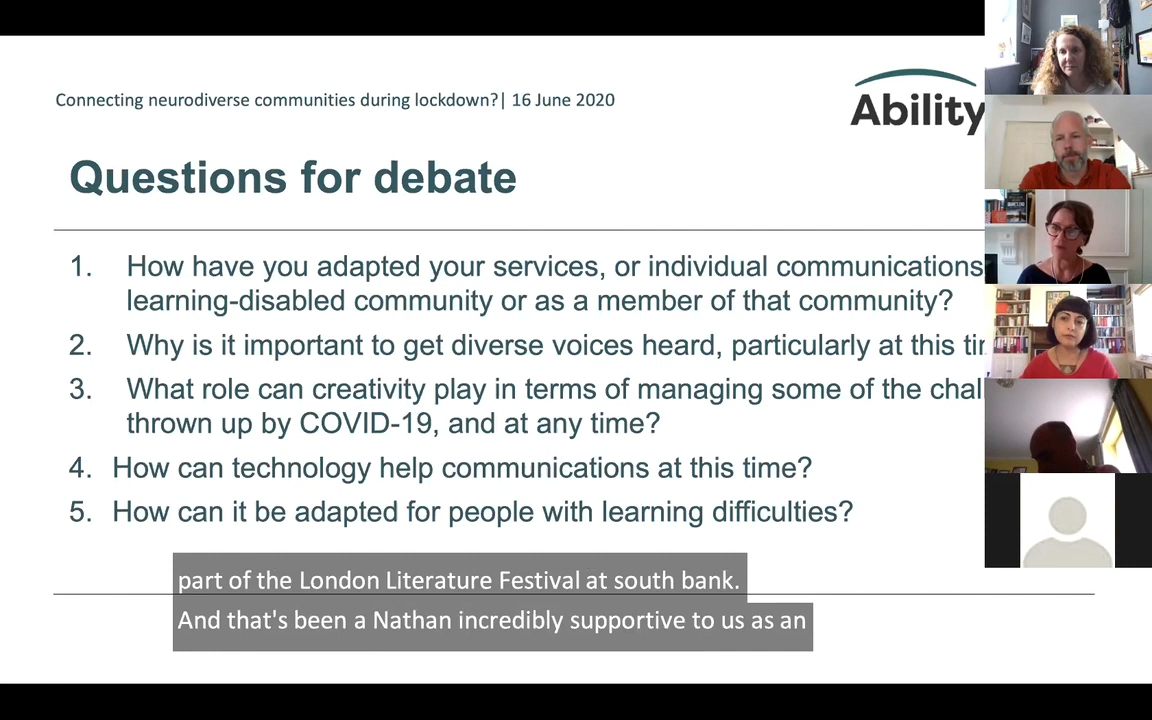 Connecting neurodiverse communities during lockdown?| 16 June 2020
Ability
Questions for debate
1. How have you adapted your services, or individual communications
learning-disabled community or as a member of that community?
2. Why is it important to get diverse voices heard, particularly at this
3. What role can creativity play in terms of managing some of the
thrown up by COVID-19, and at any time?
4. How can technology help communications at this time?
5. How can it be adapted for people with learning difficulties?
part of the London Literature Festival at south bank.
And that's been a Nathan incredibly supportive to us as an